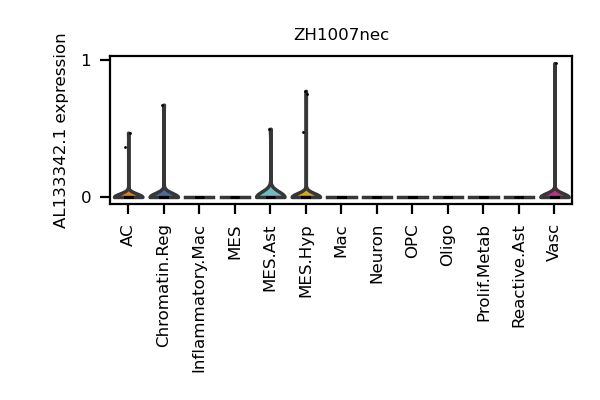 ZH1007nec
AL133342.1 expression
1
0
AC
Chromatin.Reg
Inflammatory.Mac
MES
MES.Ast
MES.Hyp
Mac
Neuron
OPC
Oligo
Prolif.Metab
Reactive.Ast
Vasc